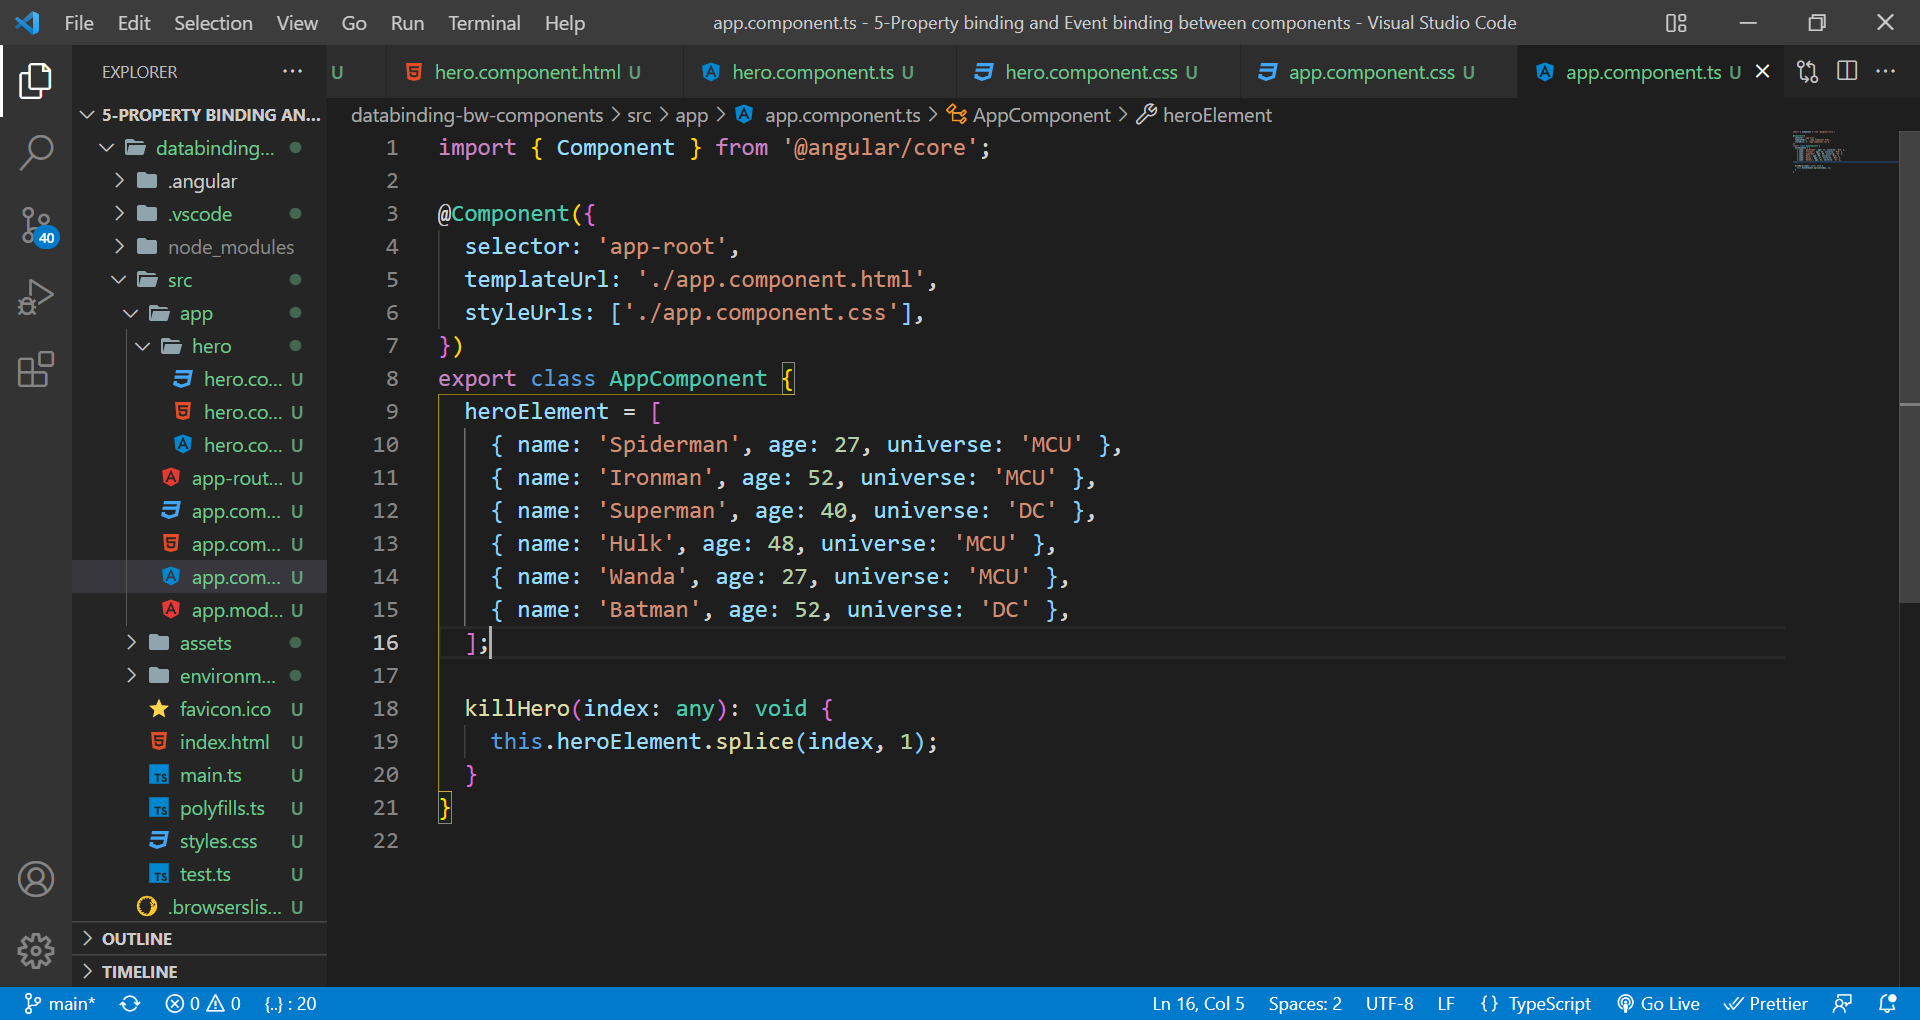 File Edit Selection View Go Run Terminal Help
app.component.ts - 5-Property binding and Event binding between components - Visual Studio Code
EXPLORER
U
hero.component.html U
hero.component.ts U
hero.component.css U
app.component.css U
app.component.ts U
5-PROPERTY BINDING AN...
databinding...
.angular
.vscode
node_modules
src
app
hero
hero.co... U
hero.co... U
hero.co... U
app-rout... U
app.com... U
app.com... U
app.com... U
app.mod... U
assets
environm...
favicon.ico U
index.html U
TS main.ts U
TS polyfills.ts U
styles.css U
TS test.ts U
.browserslis... U
OUTLINE
TIMELINE
40
databinding-bw-components > src > app > app.component.ts > AppComponent > heroElement
1 import { Component } from '@angular/core';
2
3 @Component({
4 selector: 'app-root',
5 templateUrl: './app.component.html',
6 styleUrls: ['./app.component.css'],
7 })
8 export class AppComponent {
9 heroElement = [
10 { name: 'Spiderman', age: 27, universe: 'MCU' },
11 { name: 'Ironman', age: 52, universe: 'MCU' },
12 { name: 'Superman', age: 40, universe: 'DC' },
13 { name: 'Hulk', age: 48, universe: 'MCU' },
14 { name: 'Wanda', age: 27, universe: 'MCU' },
15 { name: 'Batman', age: 52, universe: 'DC' },
16 ];
17
18 killHero(index: any): void {
19 this.heroElement.splice(index, 1);
20 }
21 }
22
main* 0 0 {..} : 20
Ln 16, Col 5 Spaces: 2 UTF-8 LF {} TypeScript Go Live Prettier